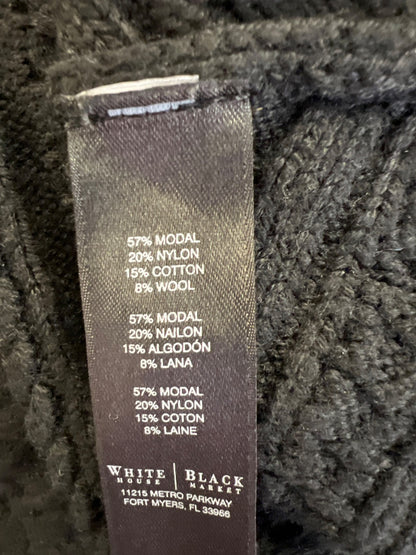 57% MODAL
20% NYLON
15% COTTON
8% WOOL
57% MODAL
20% NAILON
15% ALGODÓN
8% LANA
57% MODAL
20% NYLON
15% COTON
8% LAINE
WHITE HOUSE | BLACK MARKET
11215 METRO PARKWAY
FORT MYERS, FL 33966